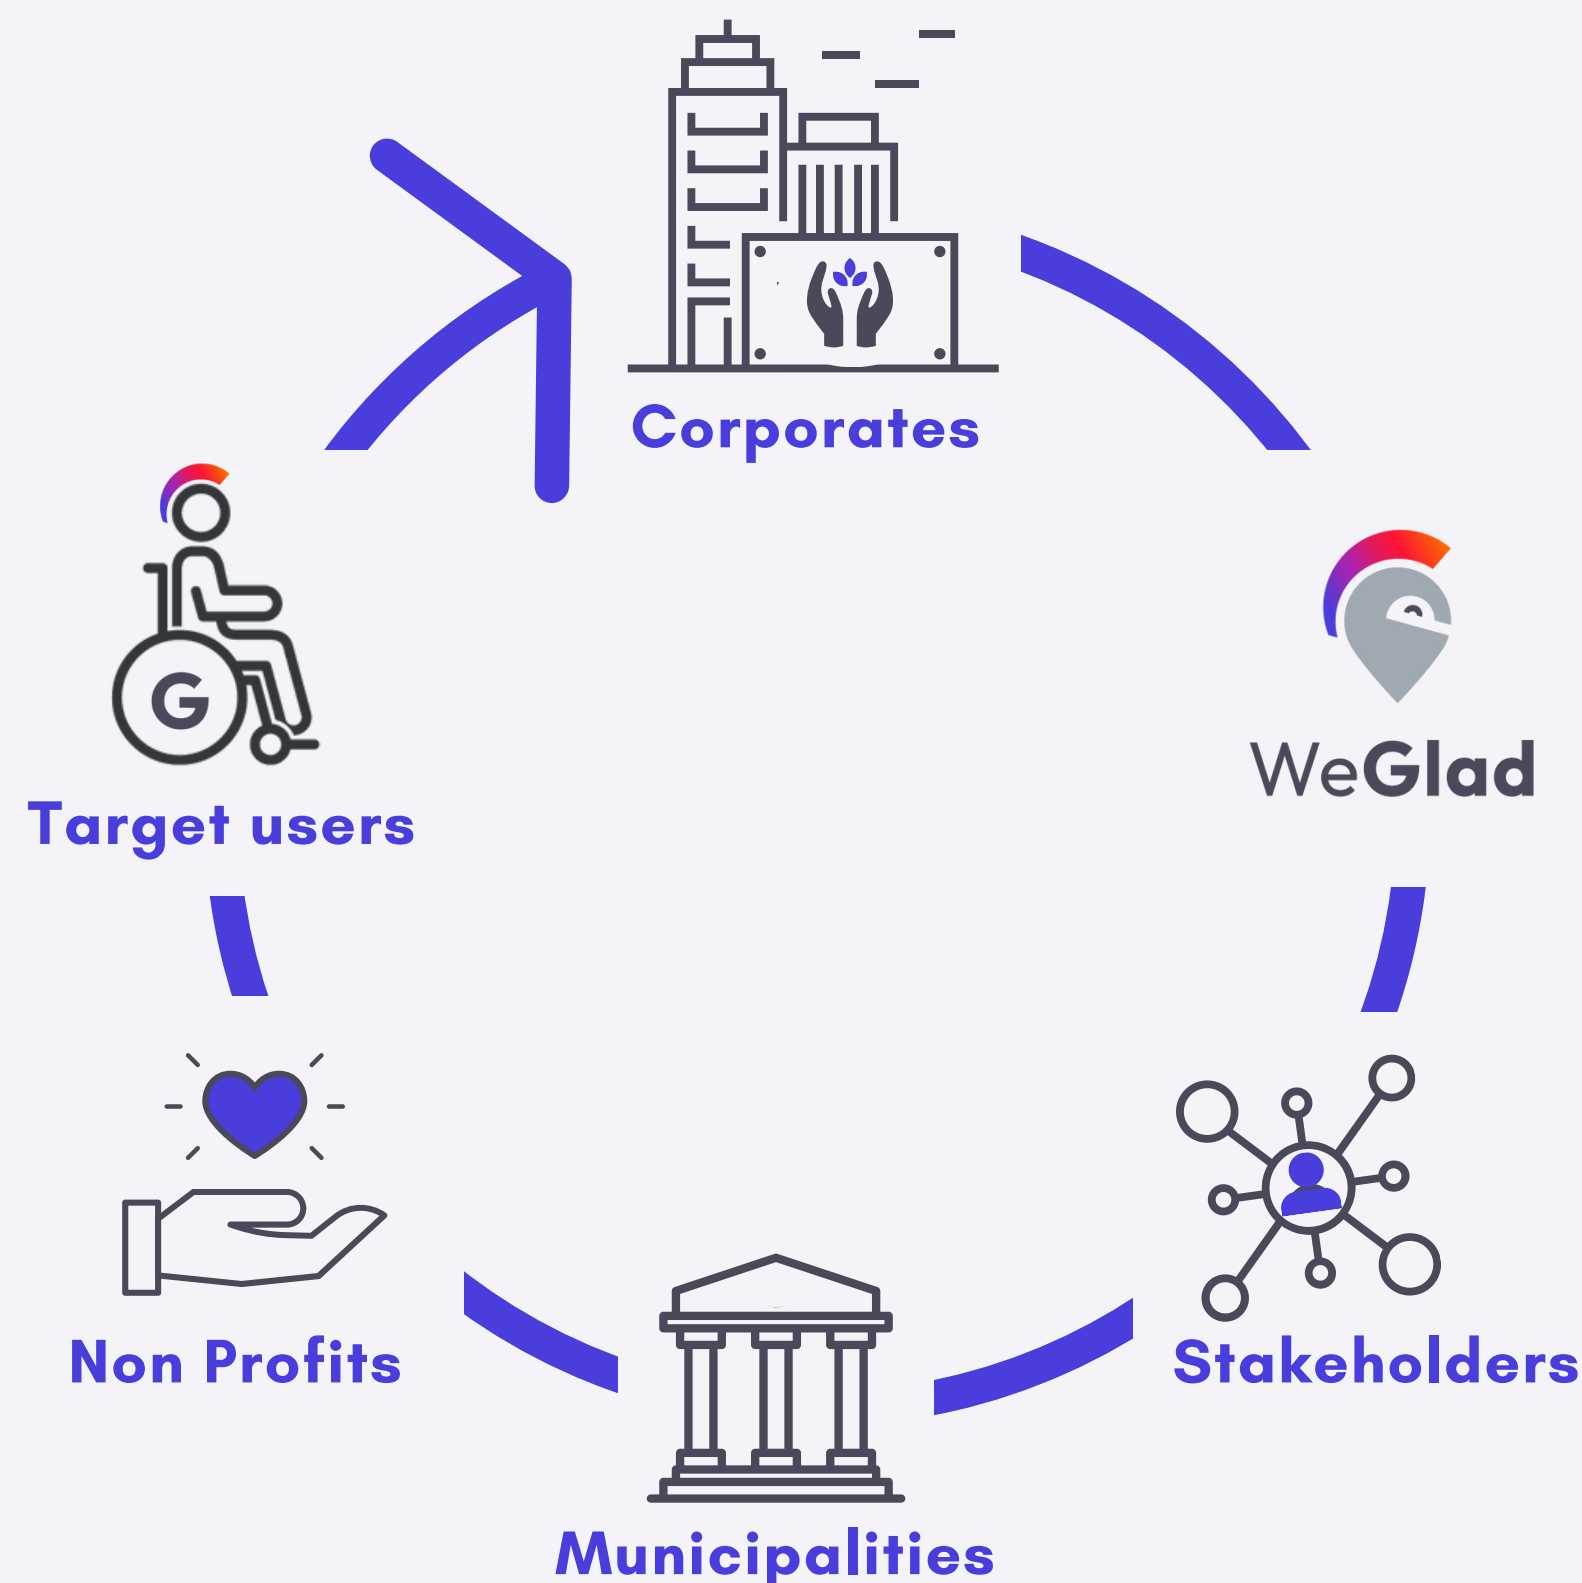 Corporates
G
Target users
WeGlad
Non Profits
Stakeholders
Municipalities